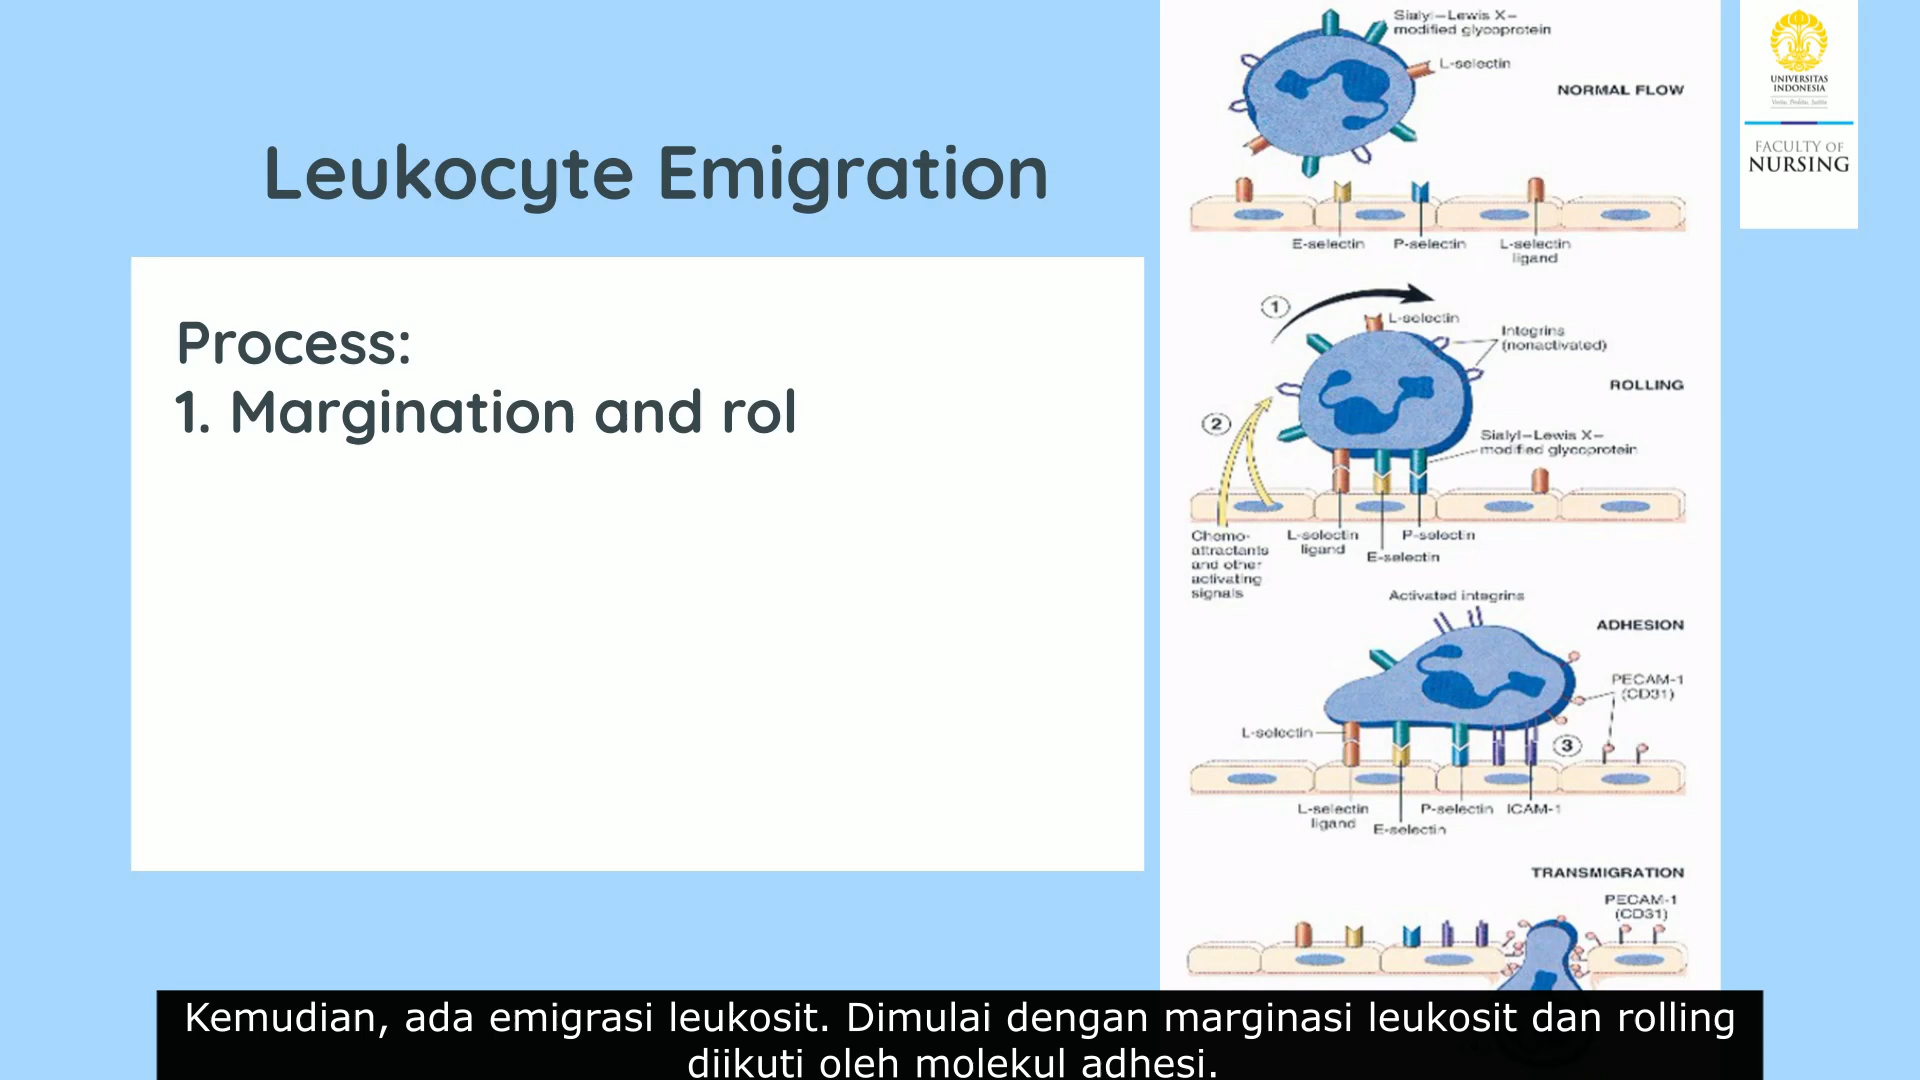 Leukocyte Emigration
Process:
1. Margination and rol
Sialyl–Lewis X–
modified glycoprotein
L-selectin
NORMAL FLOW
E-selectin
P-selectin
L-selectin
ligand
1
L-selectin
Integrins
(nonactivated)
ROLLING
2
Sialyl–Lewis X–
modified glycoprotein
Chemo-
attractants
and other
activating
signals
L-selectin
ligand
E-selectin
P-selectin
Activated integrins
ADHESION
PECAM-1
(CD31)
L-selectin
3
L-selectin
ligand
E-selectin
P-selectin
ICAM-1
TRANSMIGRATION
PECAM-1
(CD31)
UNIVERSITAS
INDONESIA
Veritas, Probitas, Iustitia
FACULTY OF
NURSING
Kemudian, ada emigrasi leukosit. Dimulai dengan marginasi leukosit dan rolling
diikuti oleh molekul adhesi.